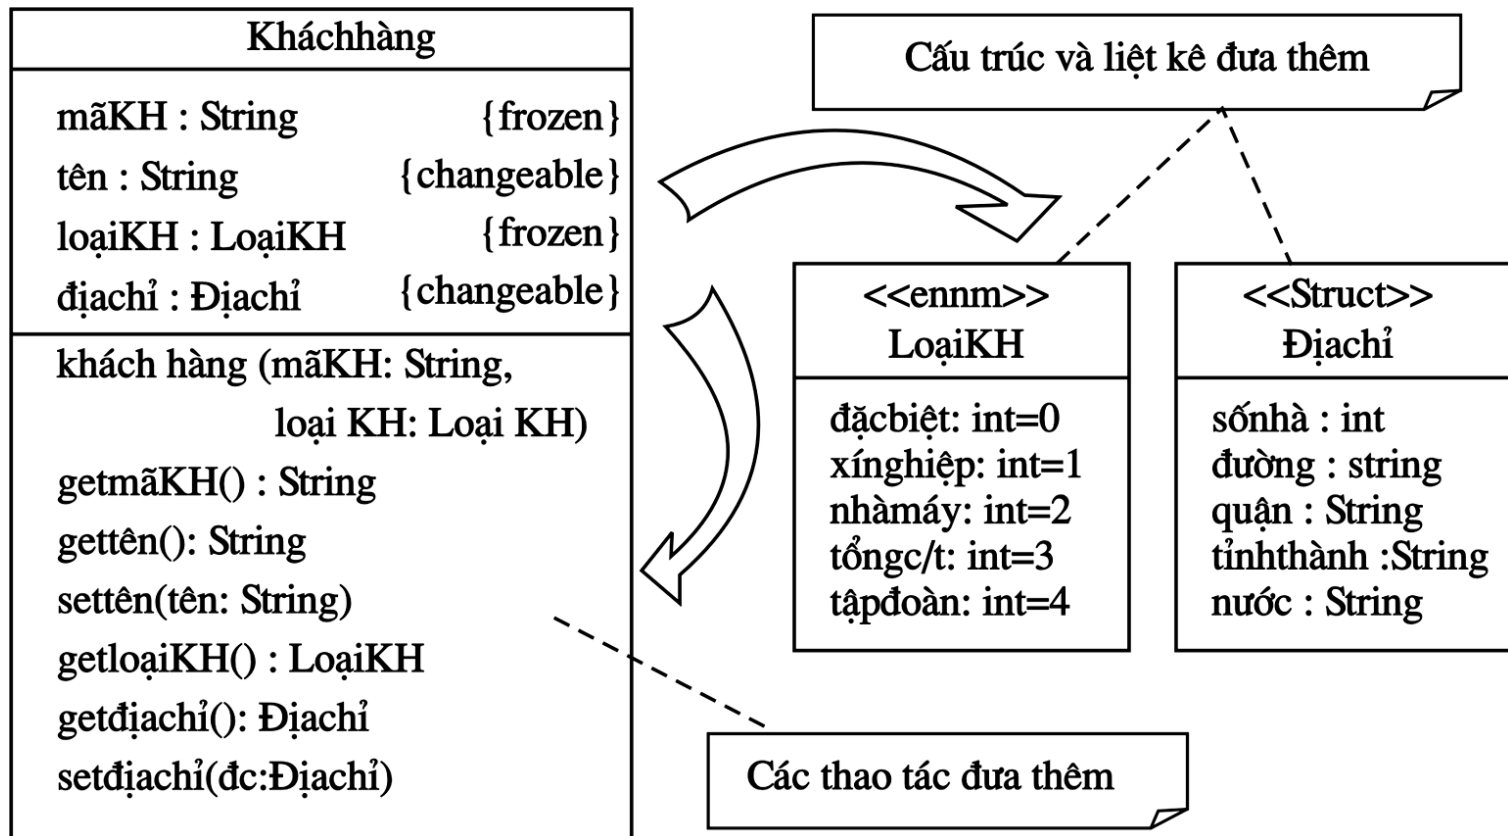 Kháchhàng
mãKH : String {frozen}
tên : String {changeable}
loạiKH : LoạiKH {frozen}
địachỉ : Địachỉ {changeable}
khách hàng (mãKH: String,
loại KH: Loại KH)
getmãKH() : String
gettên(): String
settên(tên: String)
getloạiKH() : LoạiKH
getđịachỉ(): Địachỉ
setđịachỉ(đc:Địachỉ)
Cấu trúc và liệt kê đưa thêm
<<ennm>>
LoạiKH
đặcbiệt: int=0
xínghiệp: int=1
nhàmáy: int=2
tổngc/t: int=3
tậpđoàn: int=4
<<Struct>>
Địachỉ
sốnhà : int
đường : string
quận : String
tỉnhthành :String
nước : String
Các thao tác đưa thêm